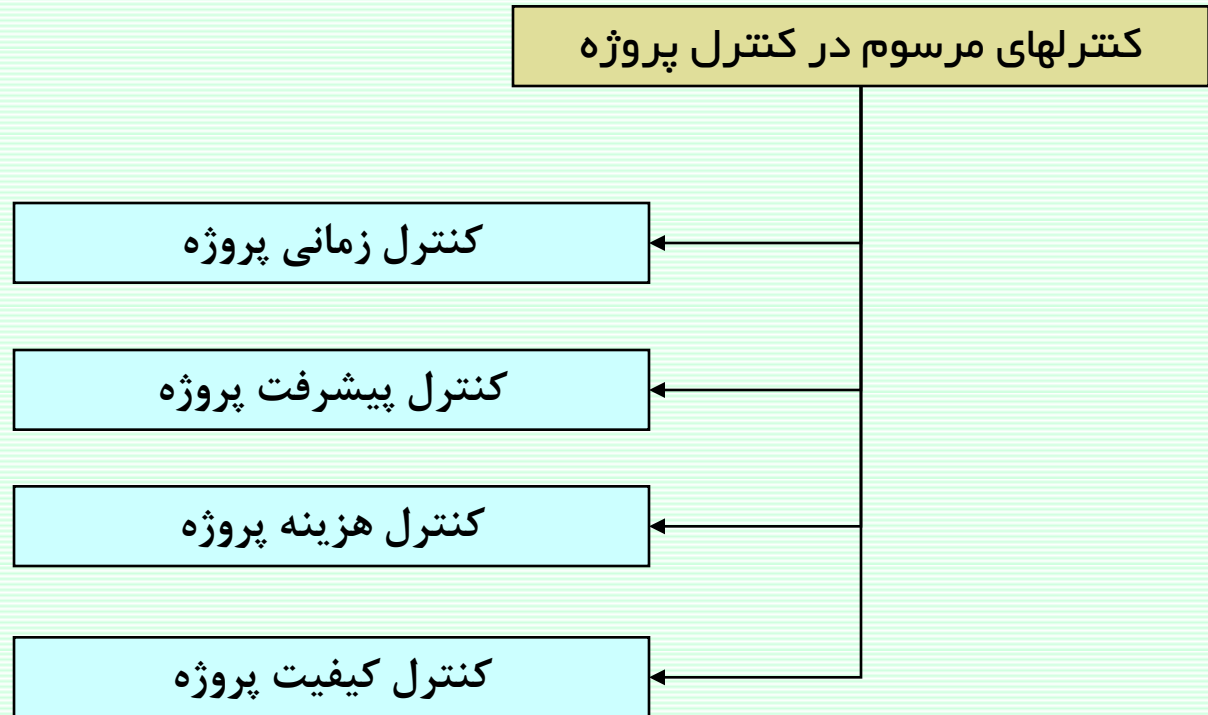 کنترلهای مرسوم در کنترل پروژه
کنترل زمانی پروژه
کنترل پیشرفت پروژه
کنترل هزینه پروژه
کنترل کیفیت پروژه